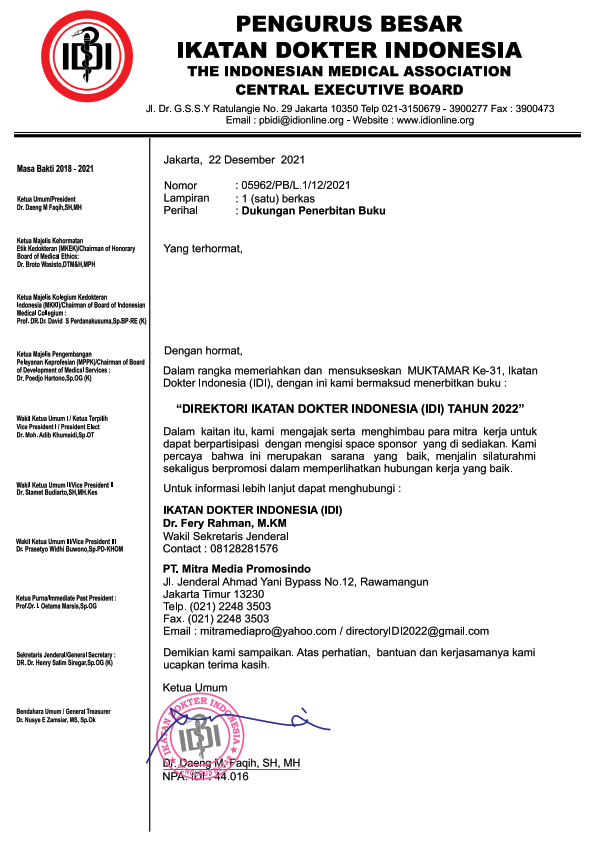 IDI
PENGURUS BESAR
IKATAN DOKTER INDONESIA
THE INDONESIAN MEDICAL ASSOCIATION
CENTRAL EXECUTIVE BOARD
Jl. Dr. G.S.S.Y Ratulangie No. 29 Jakarta 10350 Telp 021-3150679 - 3900277 Fax : 3900473
Email : pbidi@idionline.org - Website : www.idionline.org
Masa Bakti 2018 - 2021
Ketua Umum/President
Dr. Daeng M Faqih,SH,MH
Ketua Majelis Kehormatan
Etik Kedokteran (MKEK)/Chairman of Honorary
Board of Medical Ethics:
Dr. Broto Wasisto,DTM&H,MPH
Ketua Majelis Kolegium Kedokteran
Indonesia (MKKI)/Chairman of Board of Indonesian
Medical Collegium :
Prof. DR.Dr. David S Perdanakusuma,Sp.BP-RE (K)
Ketua Majelis Pengembangan
Pelayanan Keprofesian (MPPK)/Chairman of Board
of Development of Medical Services :
Dr. Poedjo Hartono,Sp.OG (K)
Wakil Ketua Umum I / Ketua Terpilih
Vice President I / President Elect
Dr. Moh. Adib Khumaidi,Sp.OT
Wakil Ketua Umum II/Vice President II
Dr. Slamet Budiarto,SH,MH.Kes
Wakil Ketua Umum III/Vice President III
Dr. Prasetyo Widhi Buwono,Sp.PD-KHOM
Ketua Purna/Immediate Past President :
Prof.Dr. I. Oetama Marsis,Sp.OG
Sekretaris Jenderal/General Secretary :
DR. Dr. Henry Salim Siregar,Sp.OG (K)
Bendahara Umum / General Treasurer
Dr. Nusye E Zamsiar, MS, Sp.Ok
Jakarta, 22 Desember 2021
Nomor : 05962/PB/L.1/12/2021
Lampiran : 1 (satu) berkas
Perihal : Dukungan Penerbitan Buku
Yang terhormat,
Dengan hormat,
Dalam rangka memeriahkan dan mensukseskan MUKTAMAR Ke-31, Ikatan
Dokter Indonesia (IDI), dengan ini kami bermaksud menerbitkan buku :
“DIREKTORI IKATAN DOKTER INDONESIA (IDI) TAHUN 2022”
Dalam kaitan itu, kami mengajak serta menghimbau para mitra kerja untuk
dapat berpartisipasi dengan mengisi space sponsor yang di sediakan. Kami
percaya bahwa ini merupakan sarana yang baik, menjalin silaturahmi
sekaligus berpromosi dalam memperlihatkan hubungan kerja yang baik.
Untuk informasi lebih lanjut dapat menghubungi :
IKATAN DOKTER INDONESIA (IDI)
Dr. Fery Rahman, M.KM
Wakil Sekretaris Jenderal
Contact : 08128281576
PT. Mitra Media Promosindo
Jl. Jenderal Ahmad Yani Bypass No.12, Rawamangun
Jakarta Timur 13230
Telp. (021) 2248 3503
Fax. (021) 2248 3503
Email : mitramediapro@yahoo.com / directoryIDI2022@gmail.com
Demikian kami sampaikan. Atas perhatian, bantuan dan kerjasamanya kami
ucapkan terima kasih.
Ketua Umum
IKATAN DOKTER INDONESIA
IDI
PENGURUS BESAR
Dr. Daeng M. Faqih, SH, MH
NPA. IDI : 44.016